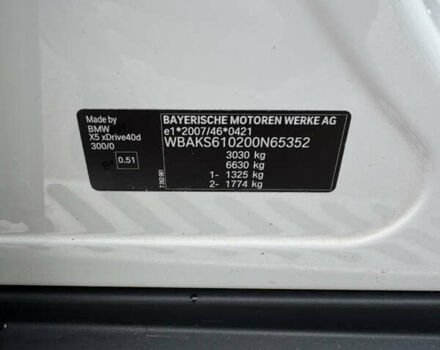 Made by
BMW
X5 xDrive40d
300/0
0.51
BAYERISCHE MOTOREN WERKE AG
e1*2007/46*0421
WBAKS610200N65352
3030 kg
6630 kg
1- 1325 kg
2- 1774 kg